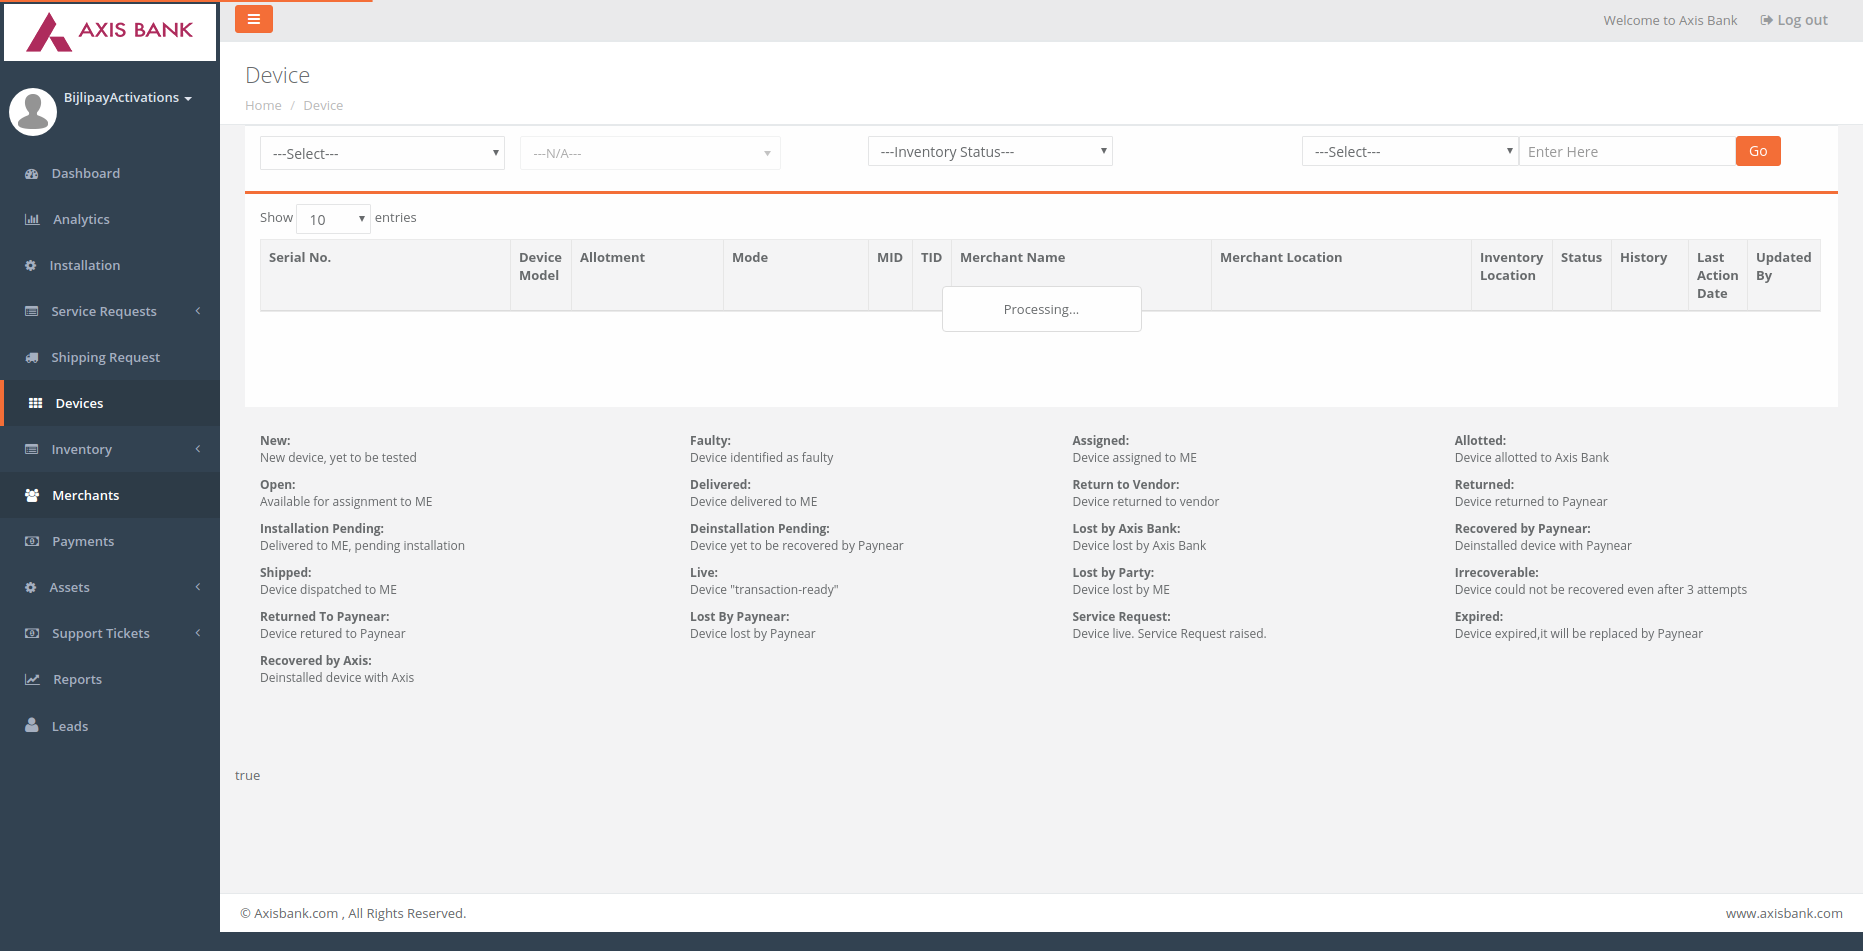 AXIS BANK
Welcome to Axis Bank
Log out
BijlipayActivations
Dashboard
Analytics
Installation
Service Requests
Shipping Request
Devices
Inventory
Merchants
Payments
Assets
Support Tickets
Reports
Leads
Device
Home / Device
---Select---
---N/A---
---Inventory Status---
---Select---
Enter Here
Go
Show 10 entries
Serial No.
Device
Model
Allotment
Mode
MID
TID
Merchant Name
Merchant Location
Inventory
Location
Status
History
Last
Action
Date
Updated
By
Processing...
New:
New device, yet to be tested
Faulty:
Device identified as faulty
Assigned:
Device assigned to ME
Allotted:
Device allotted to Axis Bank
Open:
Available for assignment to ME
Delivered:
Device delivered to ME
Return to Vendor:
Device returned to vendor
Returned:
Device returned to Paynear
Installation Pending:
Delivered to ME, pending installation
Deinstallation Pending:
Device yet to be recovered by Paynear
Lost by Axis Bank:
Device lost by Axis Bank
Recovered by Paynear:
Deinstalled device with Paynear
Shipped:
Device dispatched to ME
Live:
Device "transaction-ready"
Lost by Party:
Device lost by ME
Irrecoverable:
Device could not be recovered even after 3 attempts
Returned To Paynear:
Device retured to Paynear
Lost By Paynear:
Device lost by Paynear
Service Request:
Device live. Service Request raised.
Expired:
Device expired,it will be replaced by Paynear
Recovered by Axis:
Deinstalled device with Axis
true
© Axisbank.com , All Rights Reserved.
www.axisbank.com